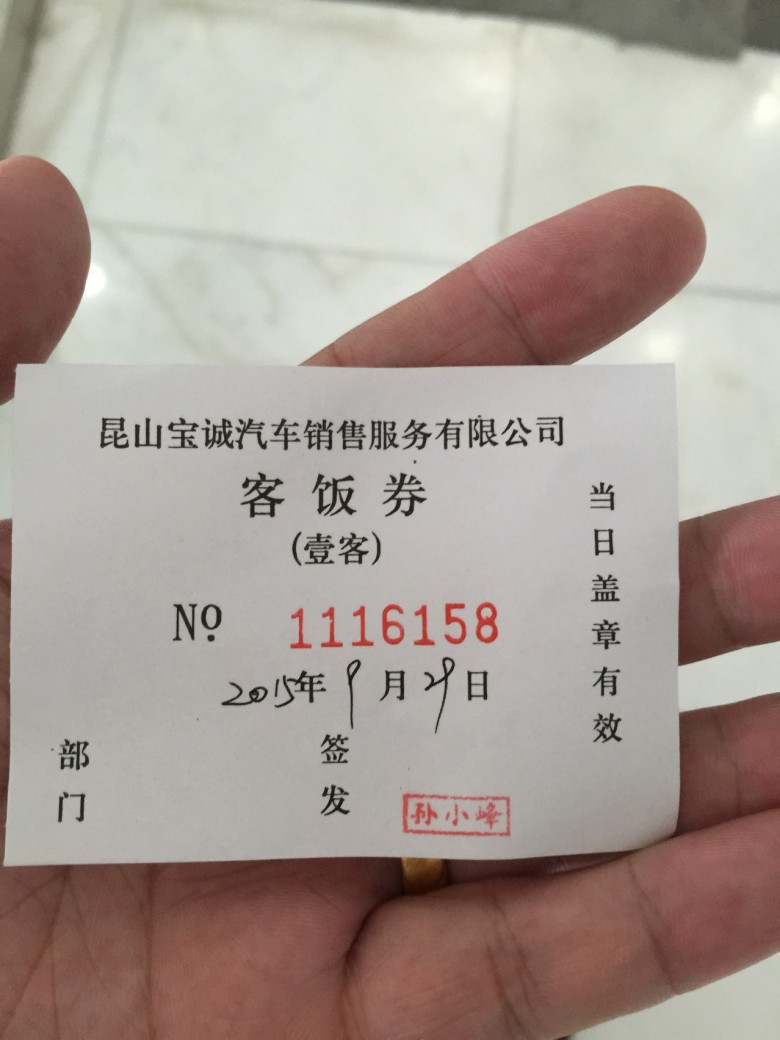 昆山宝诚汽车销售服务有限公司
客饭券
(壹客)
No 1116158
2015年9月29日
部门
签发 孙小峰
当日盖章有效